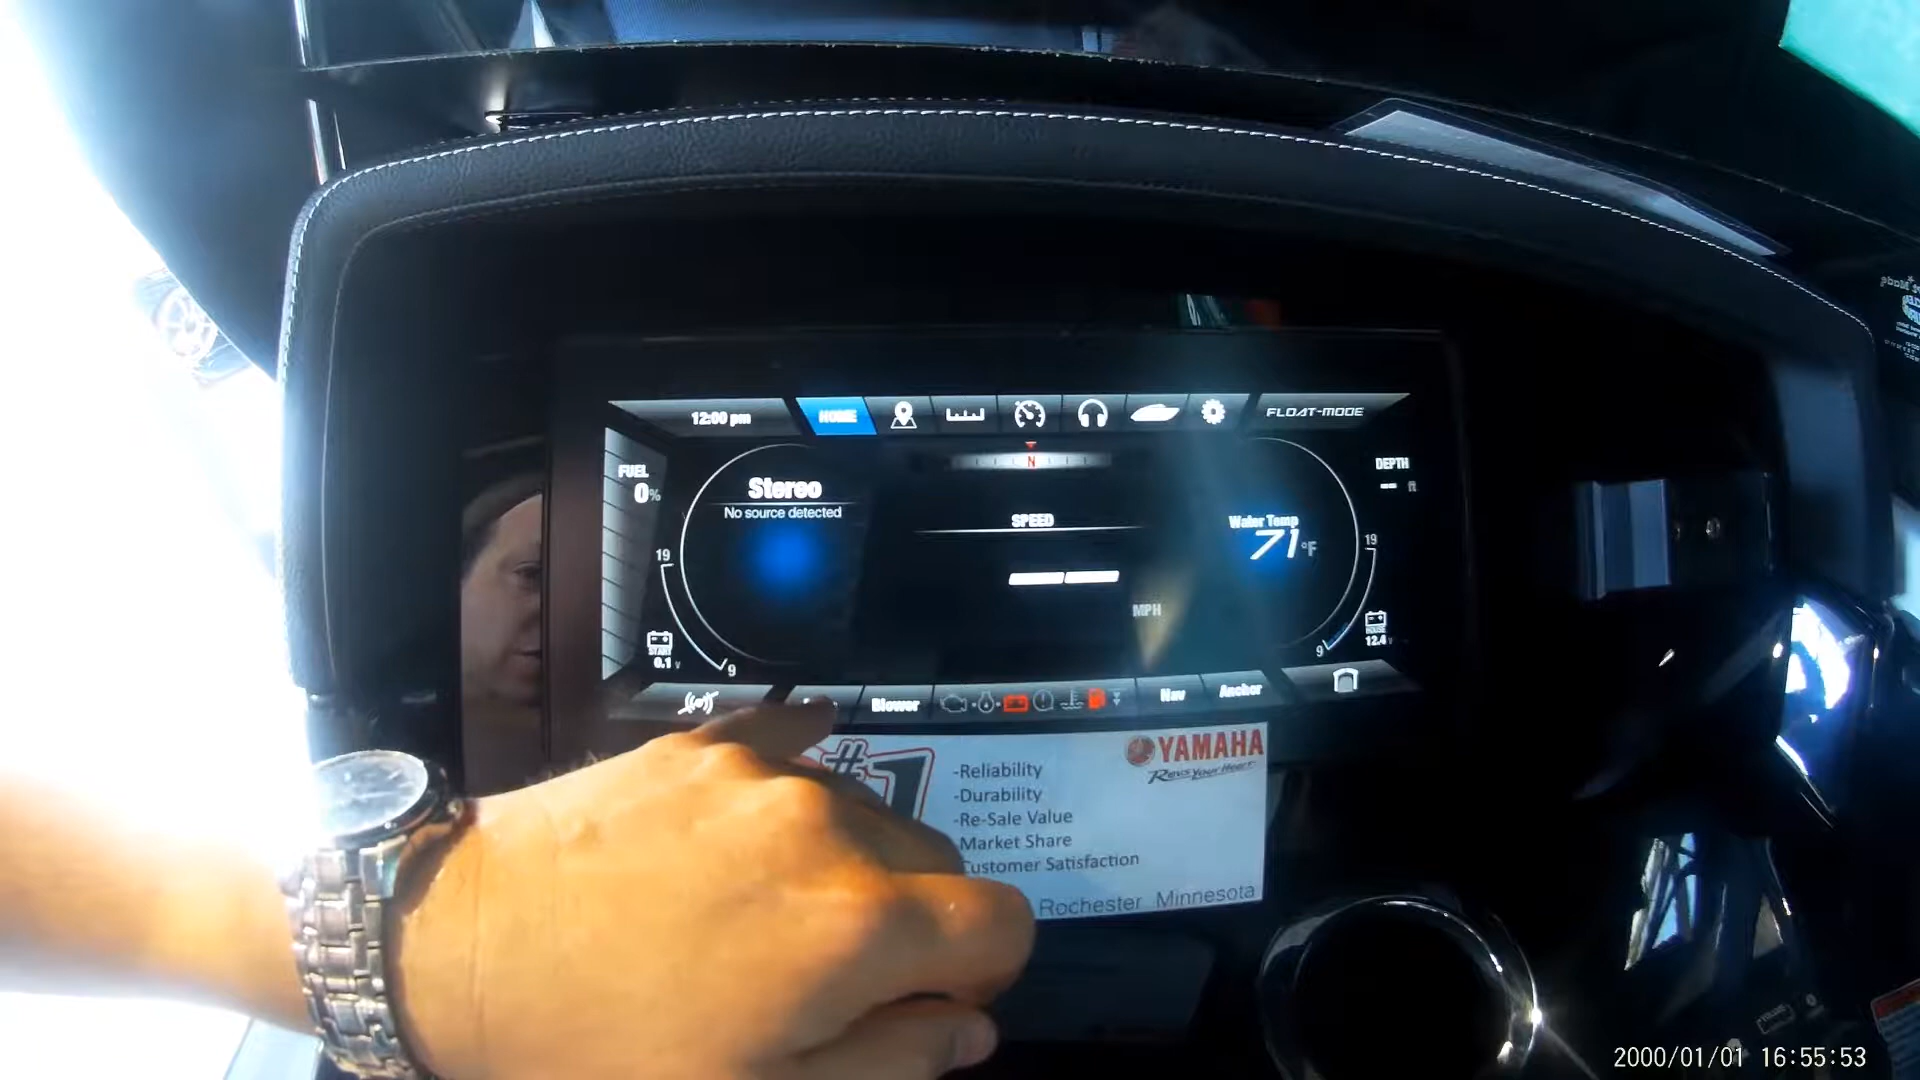 12:00 pm
HOME
FLOAT-MODE
FUEL
0%
19
START
0.1 V
9
Stereo
No source detected
N
SPEED
MPH
Water Temp
71°F
DEPTH
-- ft
19
HOUSE
12.4 V
9
Blower
Nav
Anchor
#1
-Reliability
-Durability
-Re-Sale Value
Market Share
Customer Satisfaction
YAMAHA
Revs Your Heart
Rochester Minnesota
2000/01/01 16:55:53